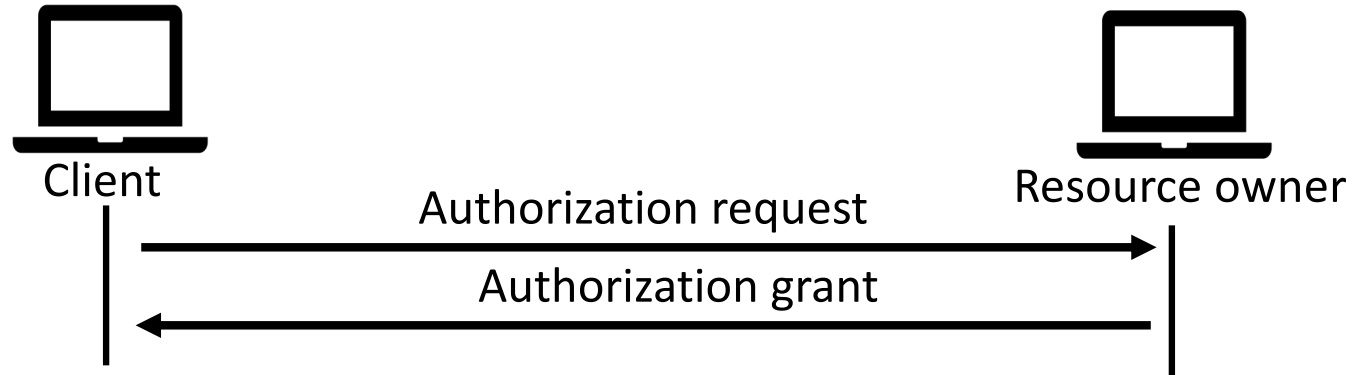 Client
Resource owner
Authorization request
Authorization grant